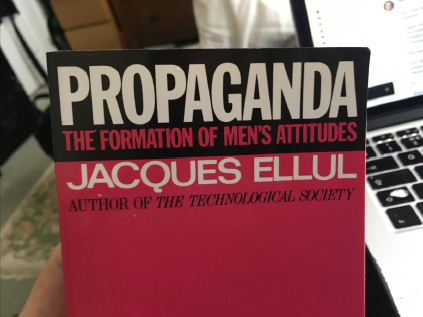 PROPAGANDA
THE FORMATION OF MEN'S ATTITUDES
JACQUES ELLUL
AUTHOR OF THE TECHNOLOGICAL SOCIETY